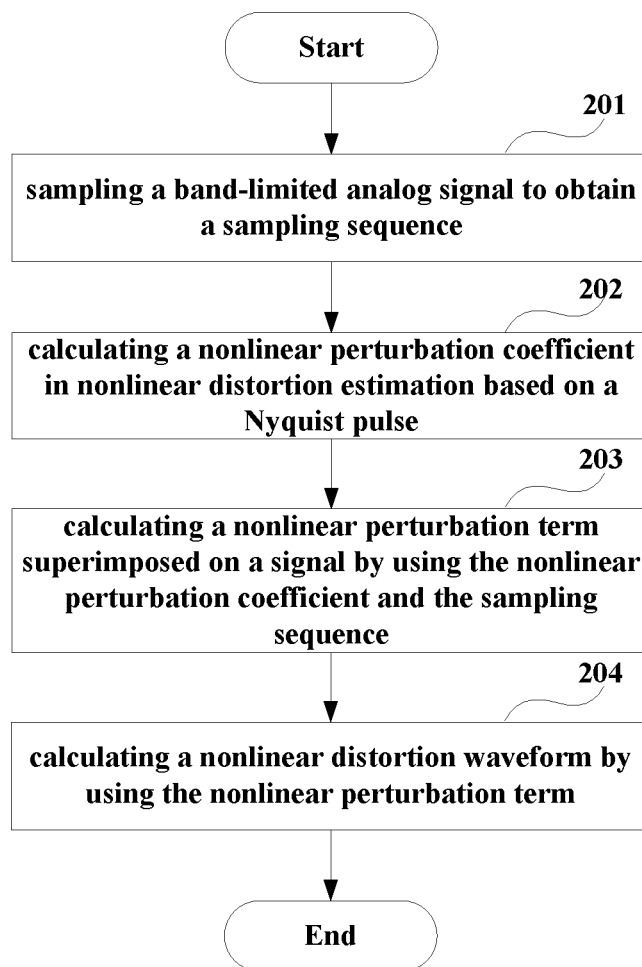 Start
201
sampling a band-limited analog signal to obtain
a sampling sequence
202
calculating a nonlinear perturbation coefficient
in nonlinear distortion estimation based on a
Nyquist pulse
203
calculating a nonlinear perturbation term
superimposed on a signal by using the nonlinear
perturbation coefficient and the sampling
sequence
204
calculating a nonlinear distortion waveform by
using the nonlinear perturbation term
End